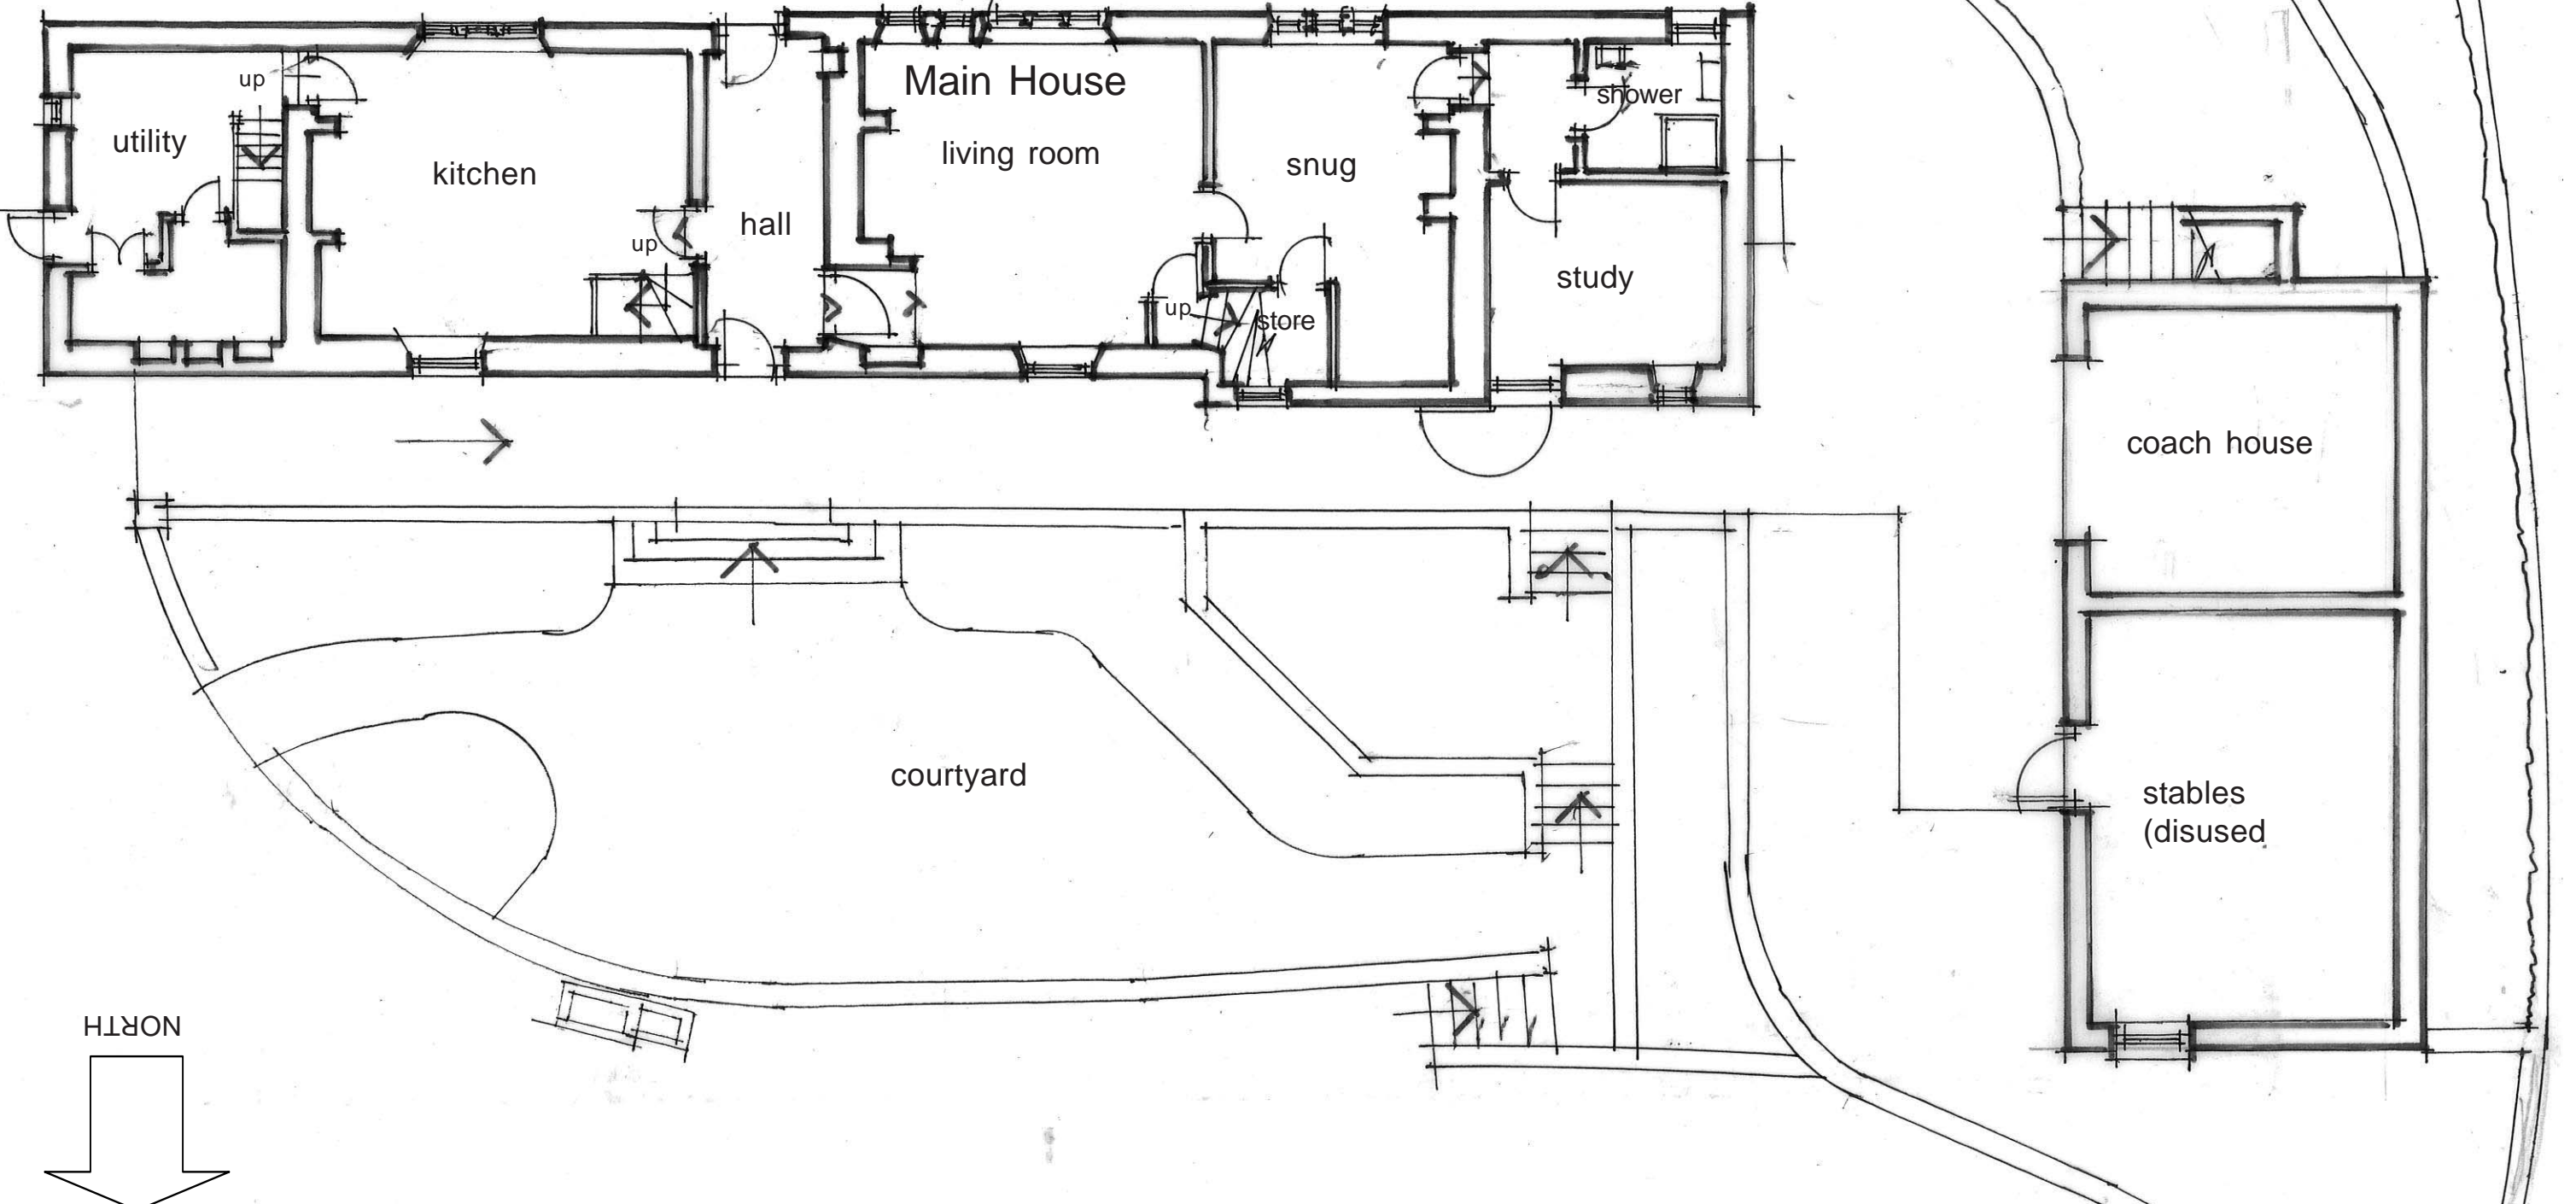 Main House
up
utility
kitchen
up
hall
living room
snug
shower
study
up
store
coach house
courtyard
stables
(disused
NORTH